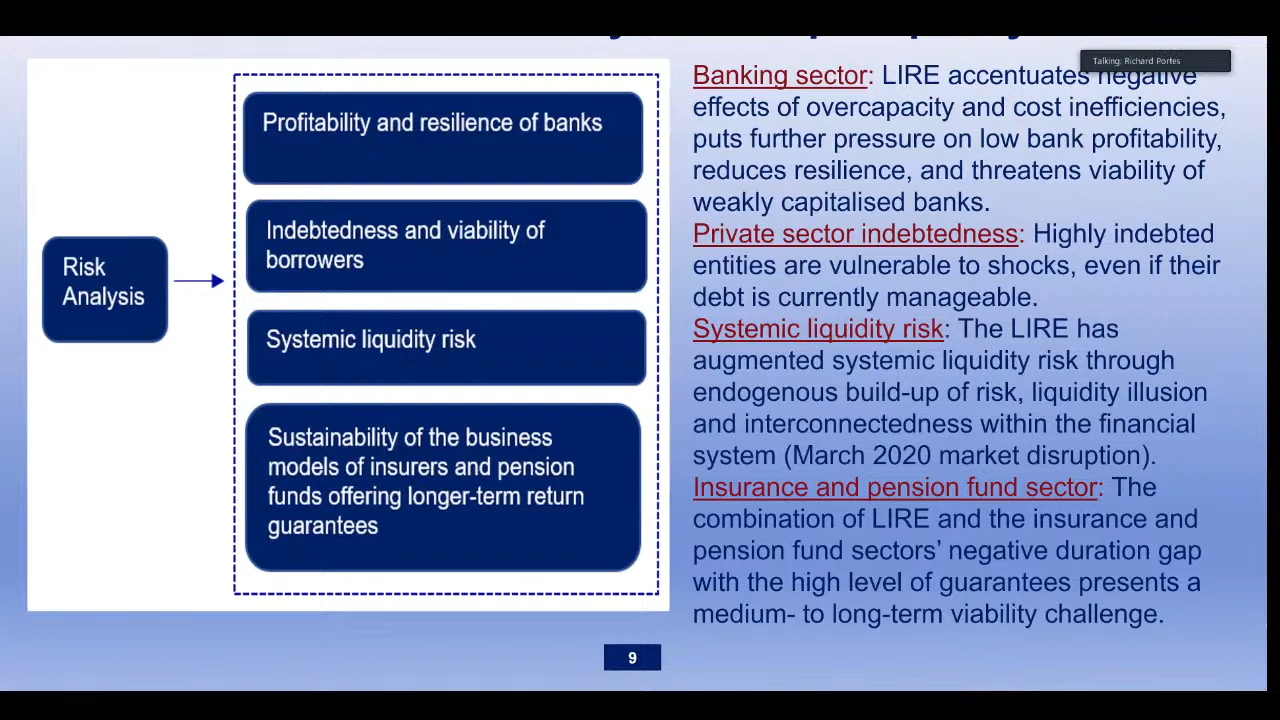 Talking: Richard Portes
Risk
Analysis
Profitability and resilience of banks
Indebtedness and viability of
borrowers
Systemic liquidity risk
Sustainability of the business
models of insurers and pension
funds offering longer-term return
guarantees
Banking sector: LIRE accentuates negative
effects of overcapacity and cost inefficiencies,
puts further pressure on low bank profitability,
reduces resilience, and threatens viability of
weakly capitalised banks.
Private sector indebtedness: Highly indebted
entities are vulnerable to shocks, even if their
debt is currently manageable.
Systemic liquidity risk: The LIRE has
augmented systemic liquidity risk through
endogenous build-up of risk, liquidity illusion
and interconnectedness within the financial
system (March 2020 market disruption).
Insurance and pension fund sector: The
combination of LIRE and the insurance and
pension fund sectors’ negative duration gap
with the high level of guarantees presents a
medium- to long-term viability challenge.
9